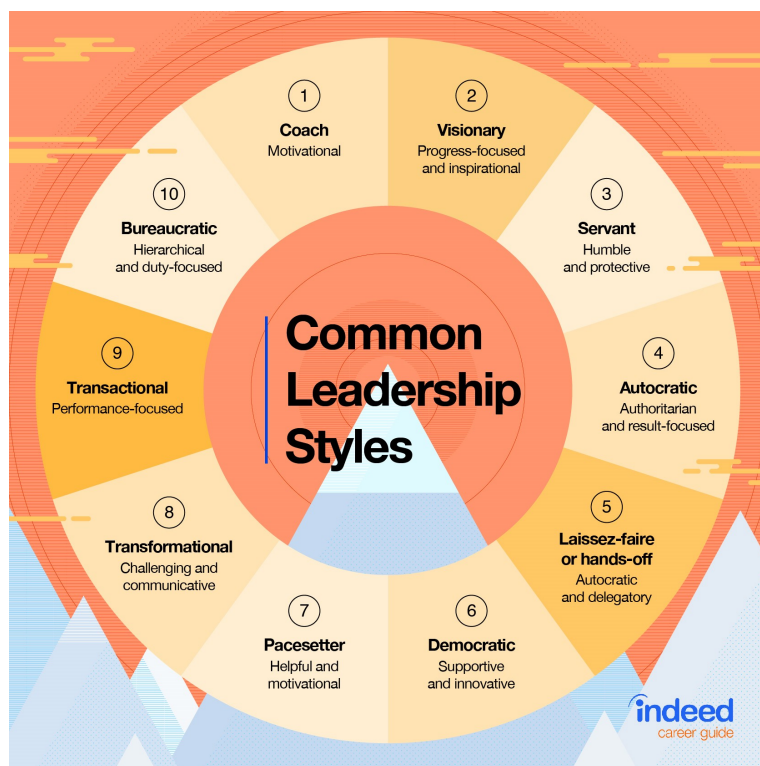 Common
Leadership
Styles
1
Coach
Motivational
2
Visionary
Progress-focused
and inspirational
3
Servant
Humble
and protective
4
Autocratic
Authoritarian
and result-focused
5
Laissez-faire
or hands-off
Autocratic
and delegatory
6
Democratic
Supportive
and innovative
7
Pacesetter
Helpful and
motivational
8
Transformational
Challenging and
communicative
9
Transactional
Performance-focused
10
Bureaucratic
Hierarchical
and duty-focused
indeed
career guide